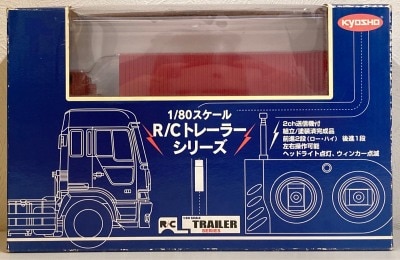 KYOSHO
1/80スケール
R/Cトレーラー
シリーズ
2ch送信機付
組立/塗装済完成品
前進2段(ロー・ハイ) 後進1段
左右操作可能
ヘッドライト点灯、ウィンカー点滅
R/C
TRAILER
SERIES